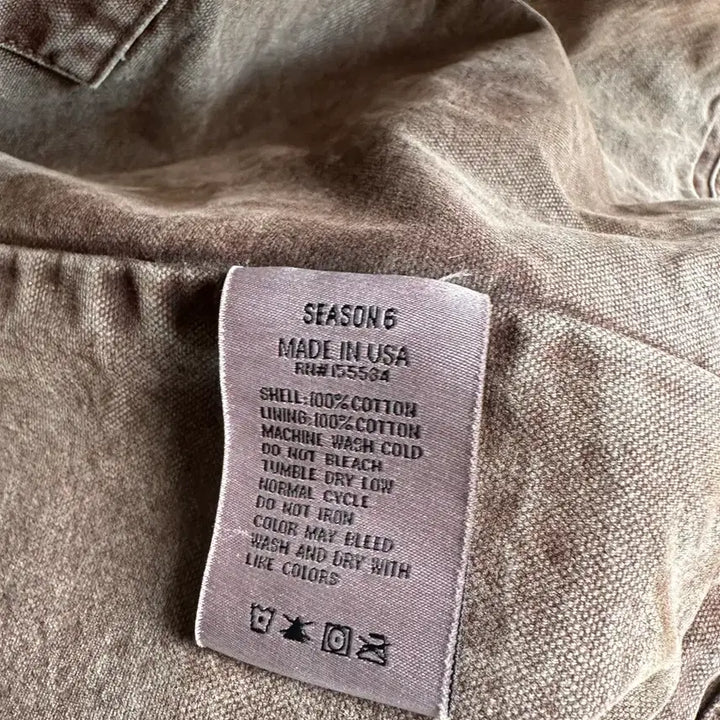 SEASON 6
MADE IN USA
RN# 155534
SHELL: 100% COTTON
LINING: 100% COTTON
MACHINE WASH COLD
DO NOT BLEACH
TUMBLE DRY LOW
NORMAL CYCLE
DO NOT IRON
COLOR MAY BLEED
WASH AND DRY WITH
LIKE COLORS